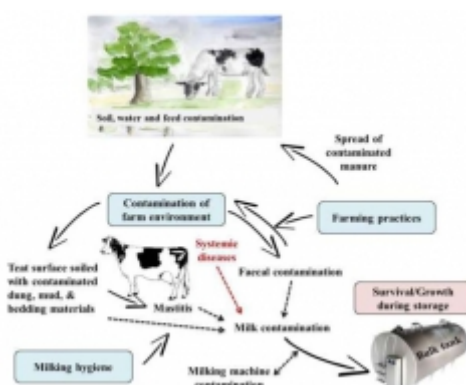 Soil, water and feed contamination
Spread of
contaminated
manure
Contamination of
farm environment
Farming practices
Systemic
diseases
Teat surface soiled
with contaminated
dung, mud, &
bedding materials
Faecal contamination
Mastitis
Survival/Growth
during storage
Milk contamination
Bulk tank
Milking hygiene
Milking machine
contamination